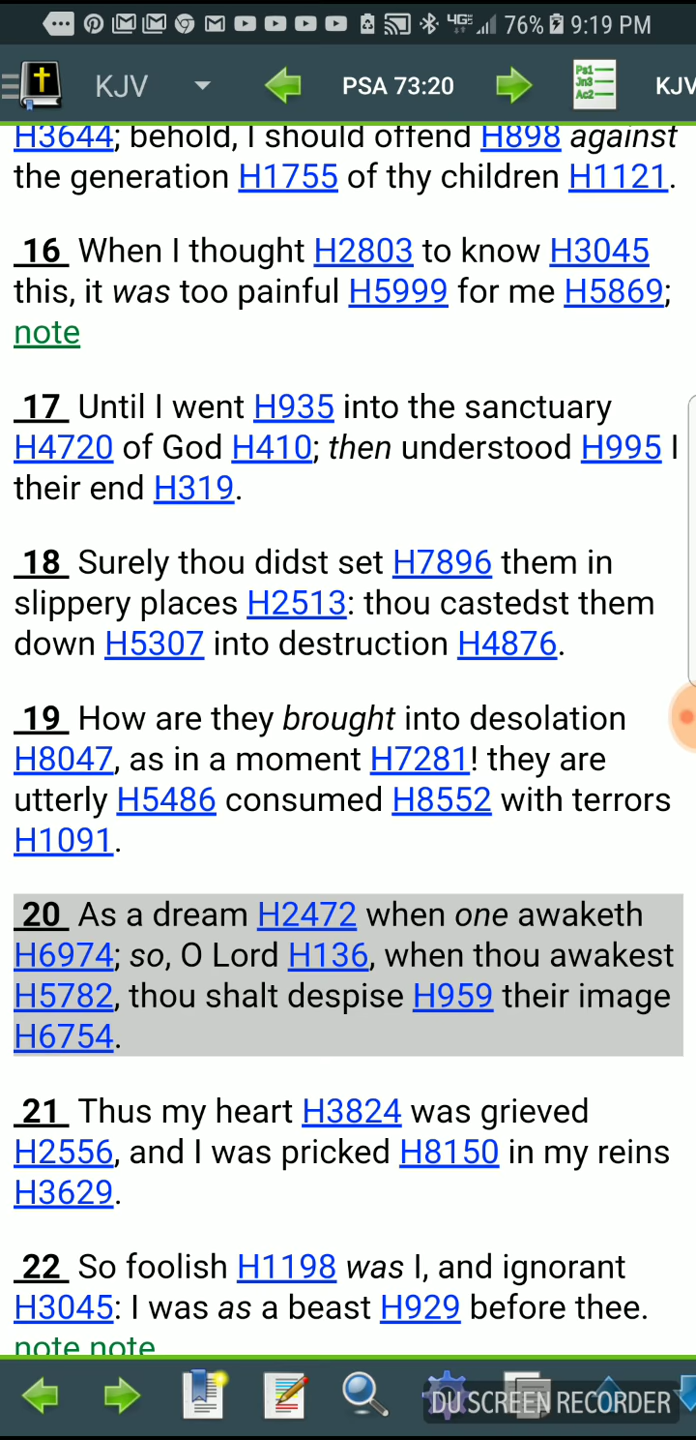 76% 9:19 PM
KJV PSA 73:20 Ps1 Jn3 Ac2 KJV
H3644; behold, I should offend H898 against
the generation H1755 of thy children H1121.
16 When I thought H2803 to know H3045
this, it was too painful H5999 for me H5869;
note
17 Until I went H935 into the sanctuary
H4720 of God H410; then understood H995 I
their end H319.
18 Surely thou didst set H7896 them in
slippery places H2513: thou castedst them
down H5307 into destruction H4876.
19 How are they brought into desolation
H8047, as in a moment H7281! they are
utterly H5486 consumed H8552 with terrors
H1091.
20 As a dream H2472 when one awaketh
H6974; so, O Lord H136, when thou awakest
H5782, thou shalt despise H959 their image
H6754.
21 Thus my heart H3824 was grieved
H2556, and I was pricked H8150 in my reins
H3629.
22 So foolish H1198 was I, and ignorant
H3045: I was as a beast H929 before thee.
note note
DU SCREEN RECORDER